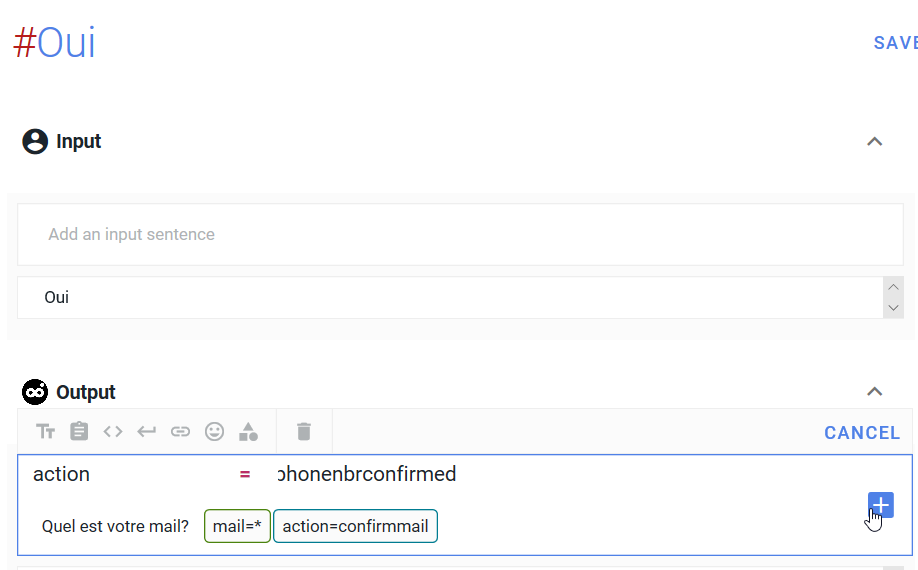 #Oui
SAVE
Input
Add an input sentence
Oui
Output
CANCEL
action = phonenbrconfirmed
Quel est votre mail? mail=* action=confirmmail